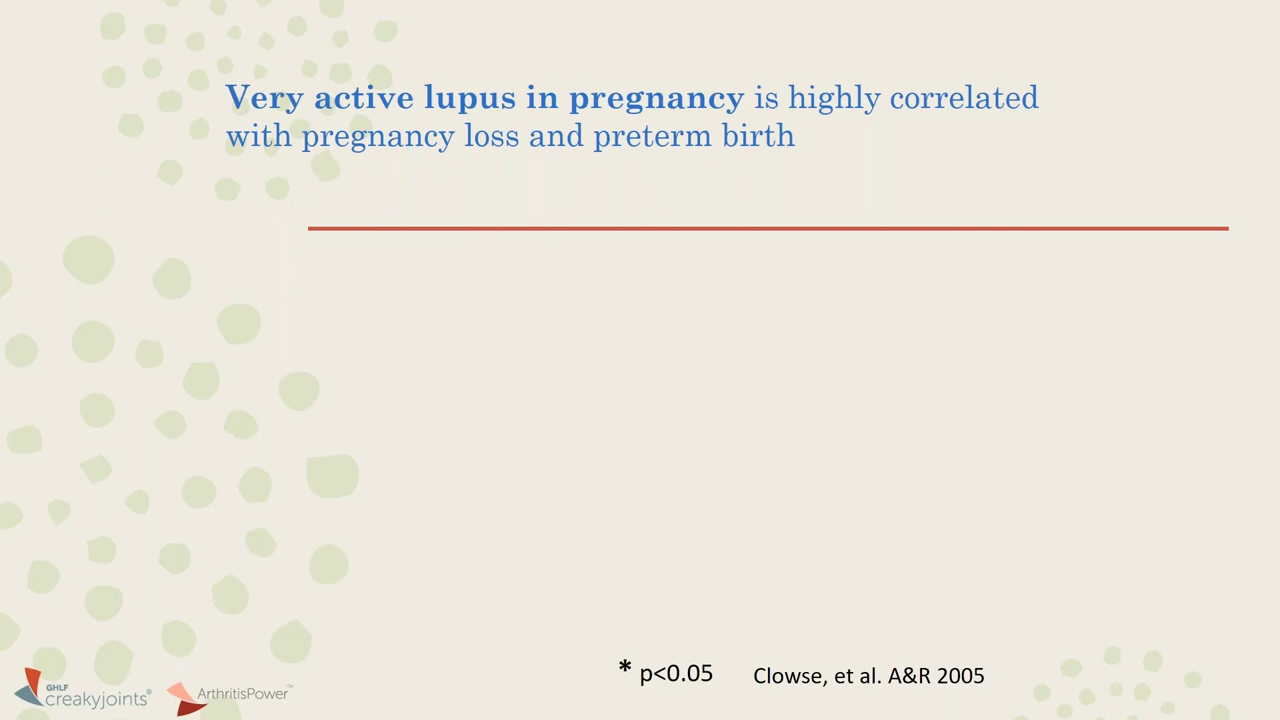 Very active lupus in pregnancy is highly correlated
with pregnancy loss and preterm birth
* p<0.05 Clowse, et al. A&R 2005
GHLF
creakyjoints®
ArthritisPower™